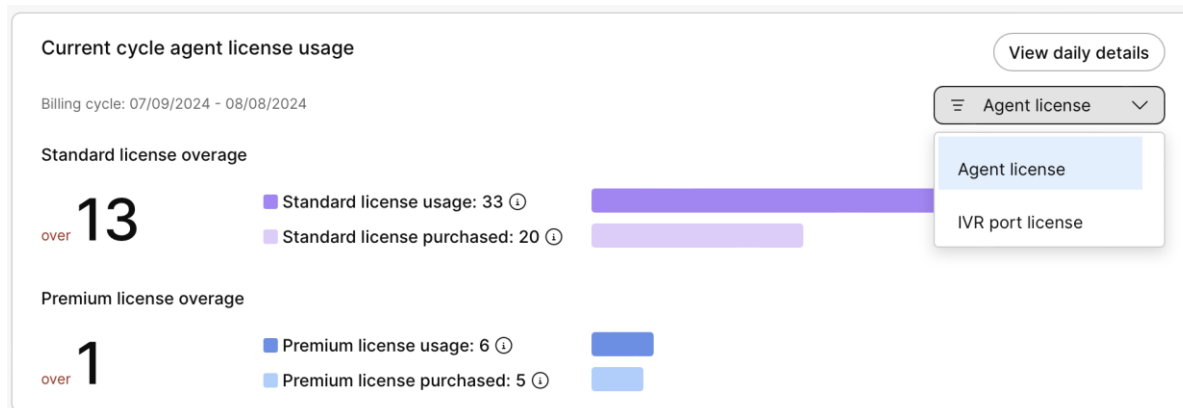 Current cycle agent license usage
View daily details
Billing cycle: 07/09/2024 - 08/08/2024
Agent license
Agent license
IVR port license
Standard license overage
over 13
Standard license usage: 33
Standard license purchased: 20
Premium license overage
over 1
Premium license usage: 6
Premium license purchased: 5